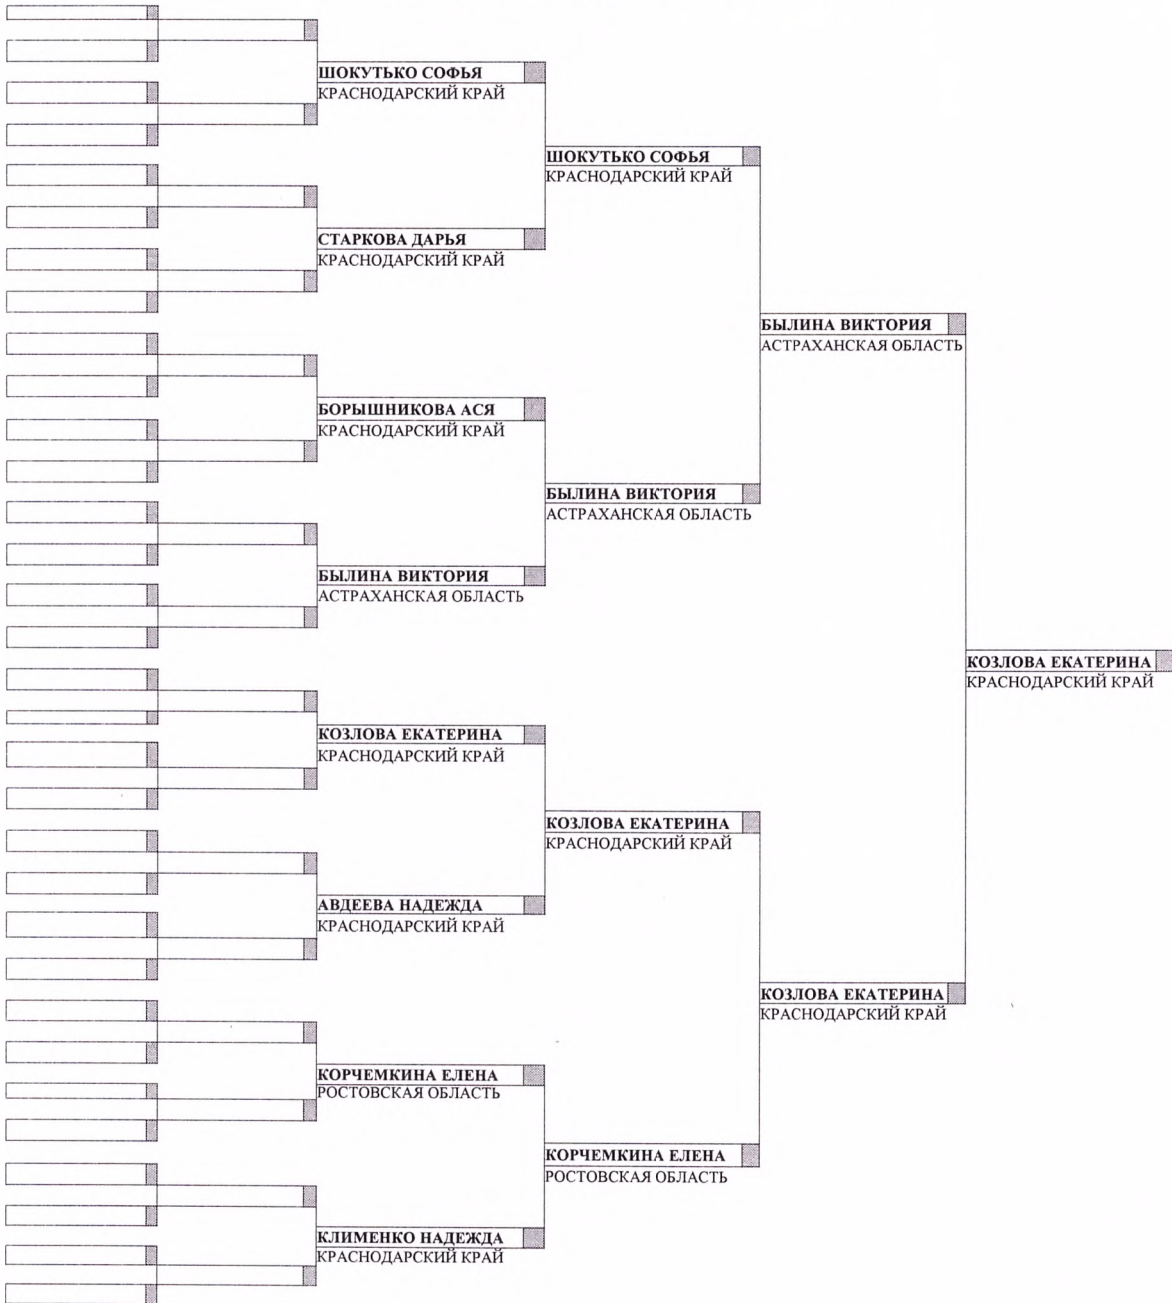 ШОКУТЬКО СОФЬЯ
КРАСНОДАРСКИЙ КРАЙ
ШОКУТЬКО СОФЬЯ
КРАСНОДАРСКИЙ КРАЙ
СТАРКОВА ДАРЬЯ
КРАСНОДАРСКИЙ КРАЙ
БЫЛИНА ВИКТОРИЯ
АСТРАХАНСКАЯ ОБЛАСТЬ
БОРЫШНИКОВА АСЯ
КРАСНОДАРСКИЙ КРАЙ
БЫЛИНА ВИКТОРИЯ
АСТРАХАНСКАЯ ОБЛАСТЬ
БЫЛИНА ВИКТОРИЯ
АСТРАХАНСКАЯ ОБЛАСТЬ
КОЗЛОВА ЕКАТЕРИНА
КРАСНОДАРСКИЙ КРАЙ
КОЗЛОВА ЕКАТЕРИНА
КРАСНОДАРСКИЙ КРАЙ
КОЗЛОВА ЕКАТЕРИНА
КРАСНОДАРСКИЙ КРАЙ
АВДЕЕВА НАДЕЖДА
КРАСНОДАРСКИЙ КРАЙ
КОЗЛОВА ЕКАТЕРИНА
КРАСНОДАРСКИЙ КРАЙ
КОРЧЕМКИНА ЕЛЕНА
РОСТОВСКАЯ ОБЛАСТЬ
КОРЧЕМКИНА ЕЛЕНА
РОСТОВСКАЯ ОБЛАСТЬ
КЛИМЕНКО НАДЕЖДА
КРАСНОДАРСКИЙ КРАЙ